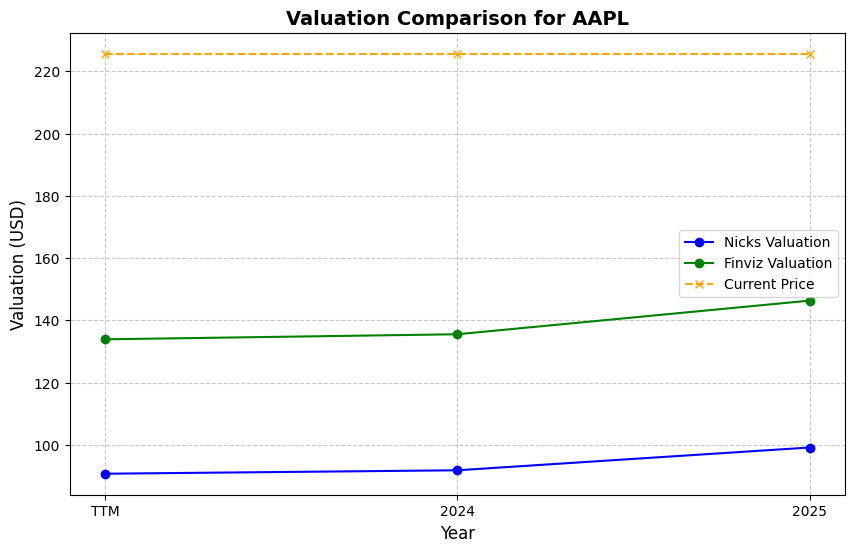 Valuation Comparison for AAPL
Valuation (USD)
220
200
180
160
140
120
100
Nicks Valuation
Finviz Valuation
Current Price
TTM 2024 2025
Year